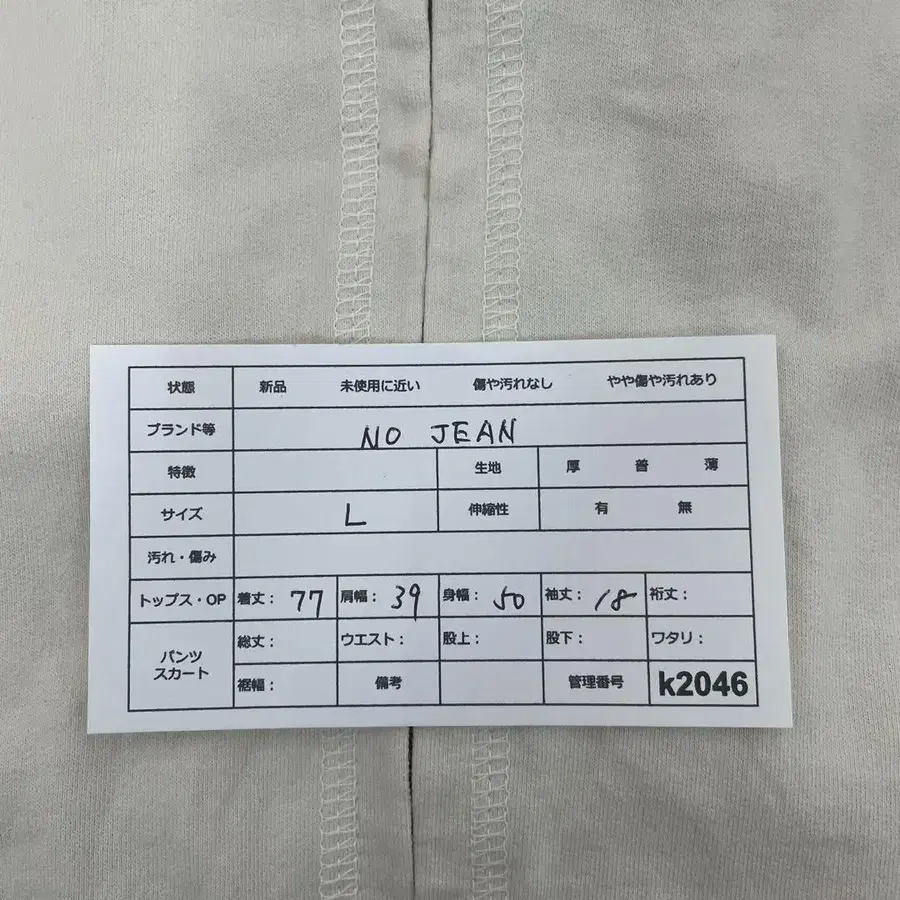 状態 新品 未使用に近い 傷や汚れなし やや傷や汚れあり
ブランド等 NO JEAN
特徴 生地 厚 普 薄
サイズ L 伸縮性 有 無
汚れ・傷み
トップス・OP 着丈: 77 肩幅: 39 身幅: 50 袖丈: 18 裄丈:
パンツ スカート 総丈: ウエスト: 股上: 股下: ワタリ:
裾幅: 備考 管理番号 k2046